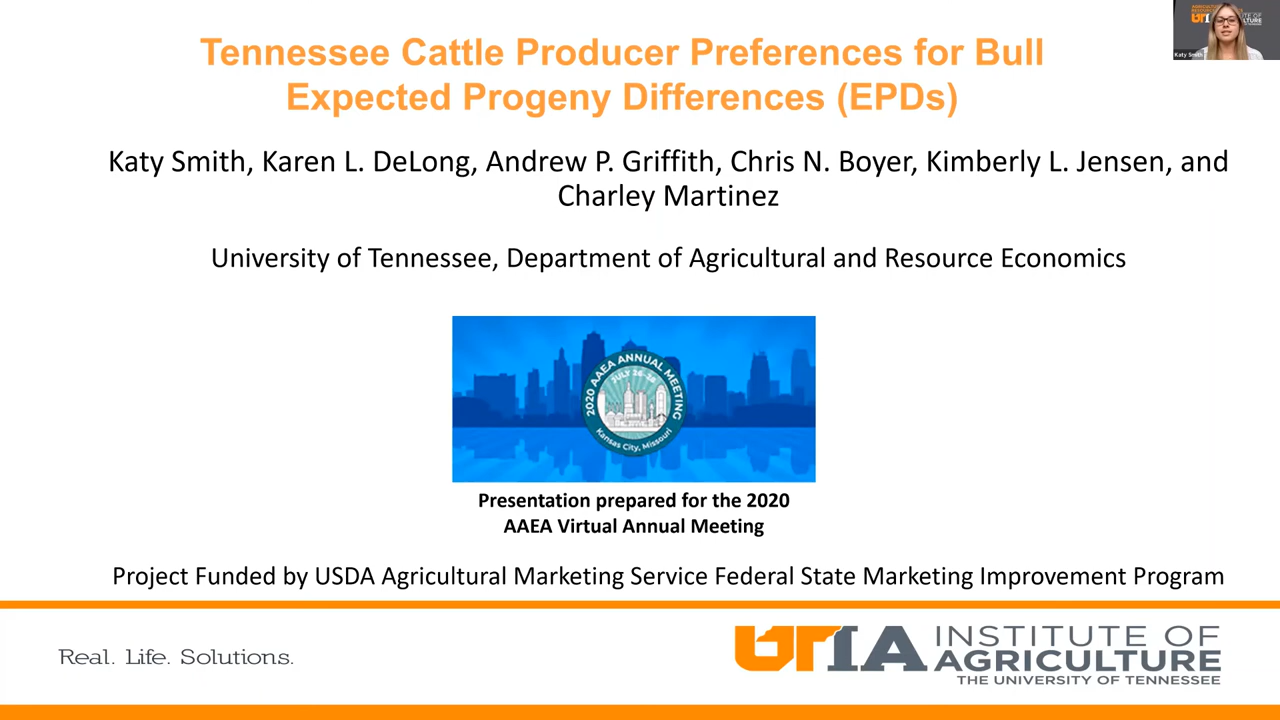 Tennessee Cattle Producer Preferences for Bull
Expected Progeny Differences (EPDs)
Katy Smith, Karen L. DeLong, Andrew P. Griffith, Chris N. Boyer, Kimberly L. Jensen, and
Charley Martinez
University of Tennessee, Department of Agricultural and Resource Economics
2020 AAEA ANNUAL MEETING
JULY 26-28
Kansas City, Missouri
Presentation prepared for the 2020
AAEA Virtual Annual Meeting
Project Funded by USDA Agricultural Marketing Service Federal State Marketing Improvement Program
Real. Life. Solutions.
UTIA INSTITUTE OF
AGRICULTURE
THE UNIVERSITY OF TENNESSEE
Katy Smith